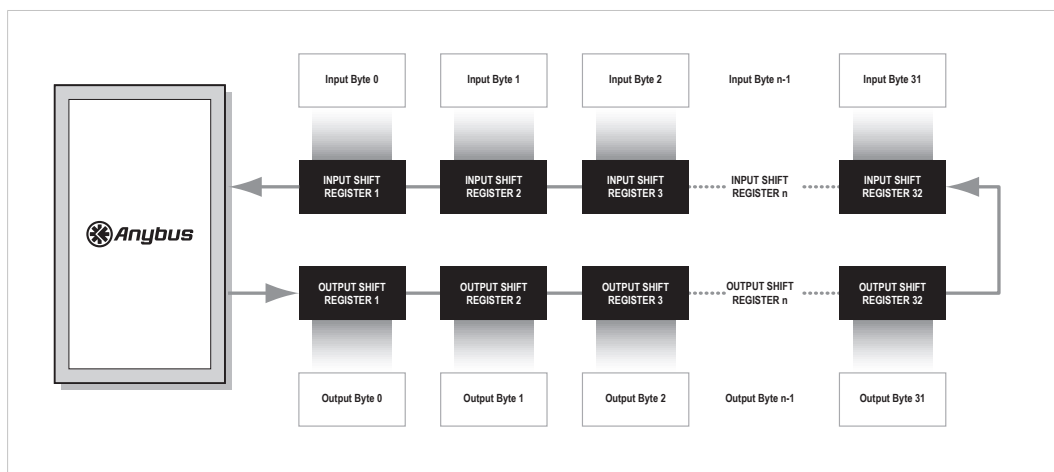 Input Byte 0
Input Byte 1
Input Byte 2
Input Byte n-1
Input Byte 31
INPUT SHIFT
REGISTER 1
INPUT SHIFT
REGISTER 2
INPUT SHIFT
REGISTER 3
INPUT SHIFT
REGISTER n
INPUT SHIFT
REGISTER 32
Anybus
OUTPUT SHIFT
REGISTER 1
OUTPUT SHIFT
REGISTER 2
OUTPUT SHIFT
REGISTER 3
OUTPUT SHIFT
REGISTER n
OUTPUT SHIFT
REGISTER 32
Output Byte 0
Output Byte 1
Output Byte 2
Output Byte n-1
Output Byte 31